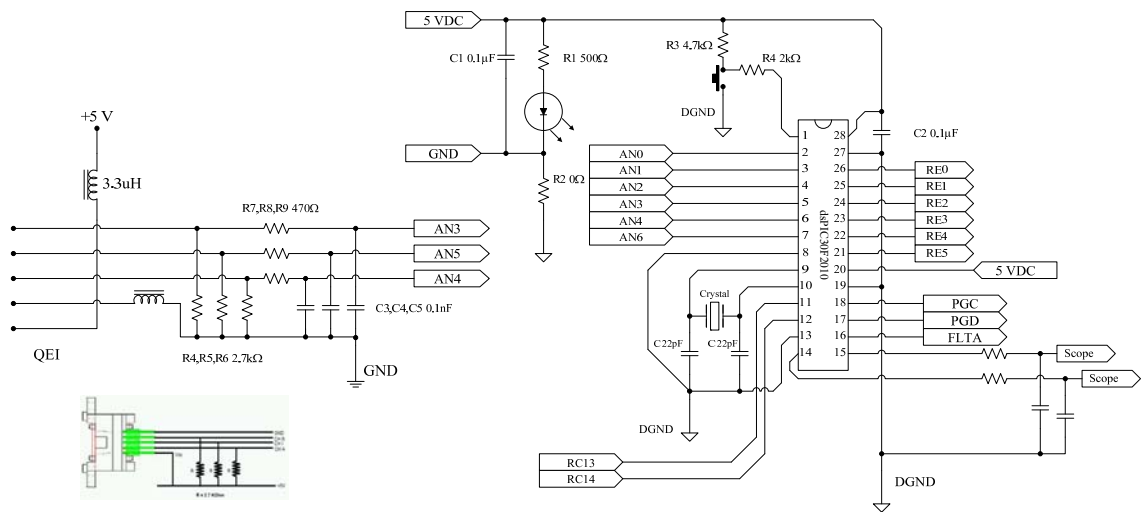 5 VDC
C1 0.1µF
R1 500Ω
R3 4.7kΩ
R4 2kΩ
DGND
C2 0.1µF
GND
R2 0Ω
AN0
AN1
AN2
AN3
AN4
AN6
1
2
3
4
5
6
7
8
9
10
11
12
13
14
dsPIC30F2010
28
27
26
25
24
23
22
21
20
19
18
17
16
15
RE0
RE1
RE2
RE3
RE4
RE5
5 VDC
PGC
PGD
FLTA
Scope
Scope
Crystal
C22pF
C22pF
DGND
RC13
RC14
DGND
+5 V
3.3uH
R7,R8,R9 470Ω
AN3
AN5
AN4
C3,C4,C5 0.1nF
R4,R5,R6 2.7kΩ
QEI
GND